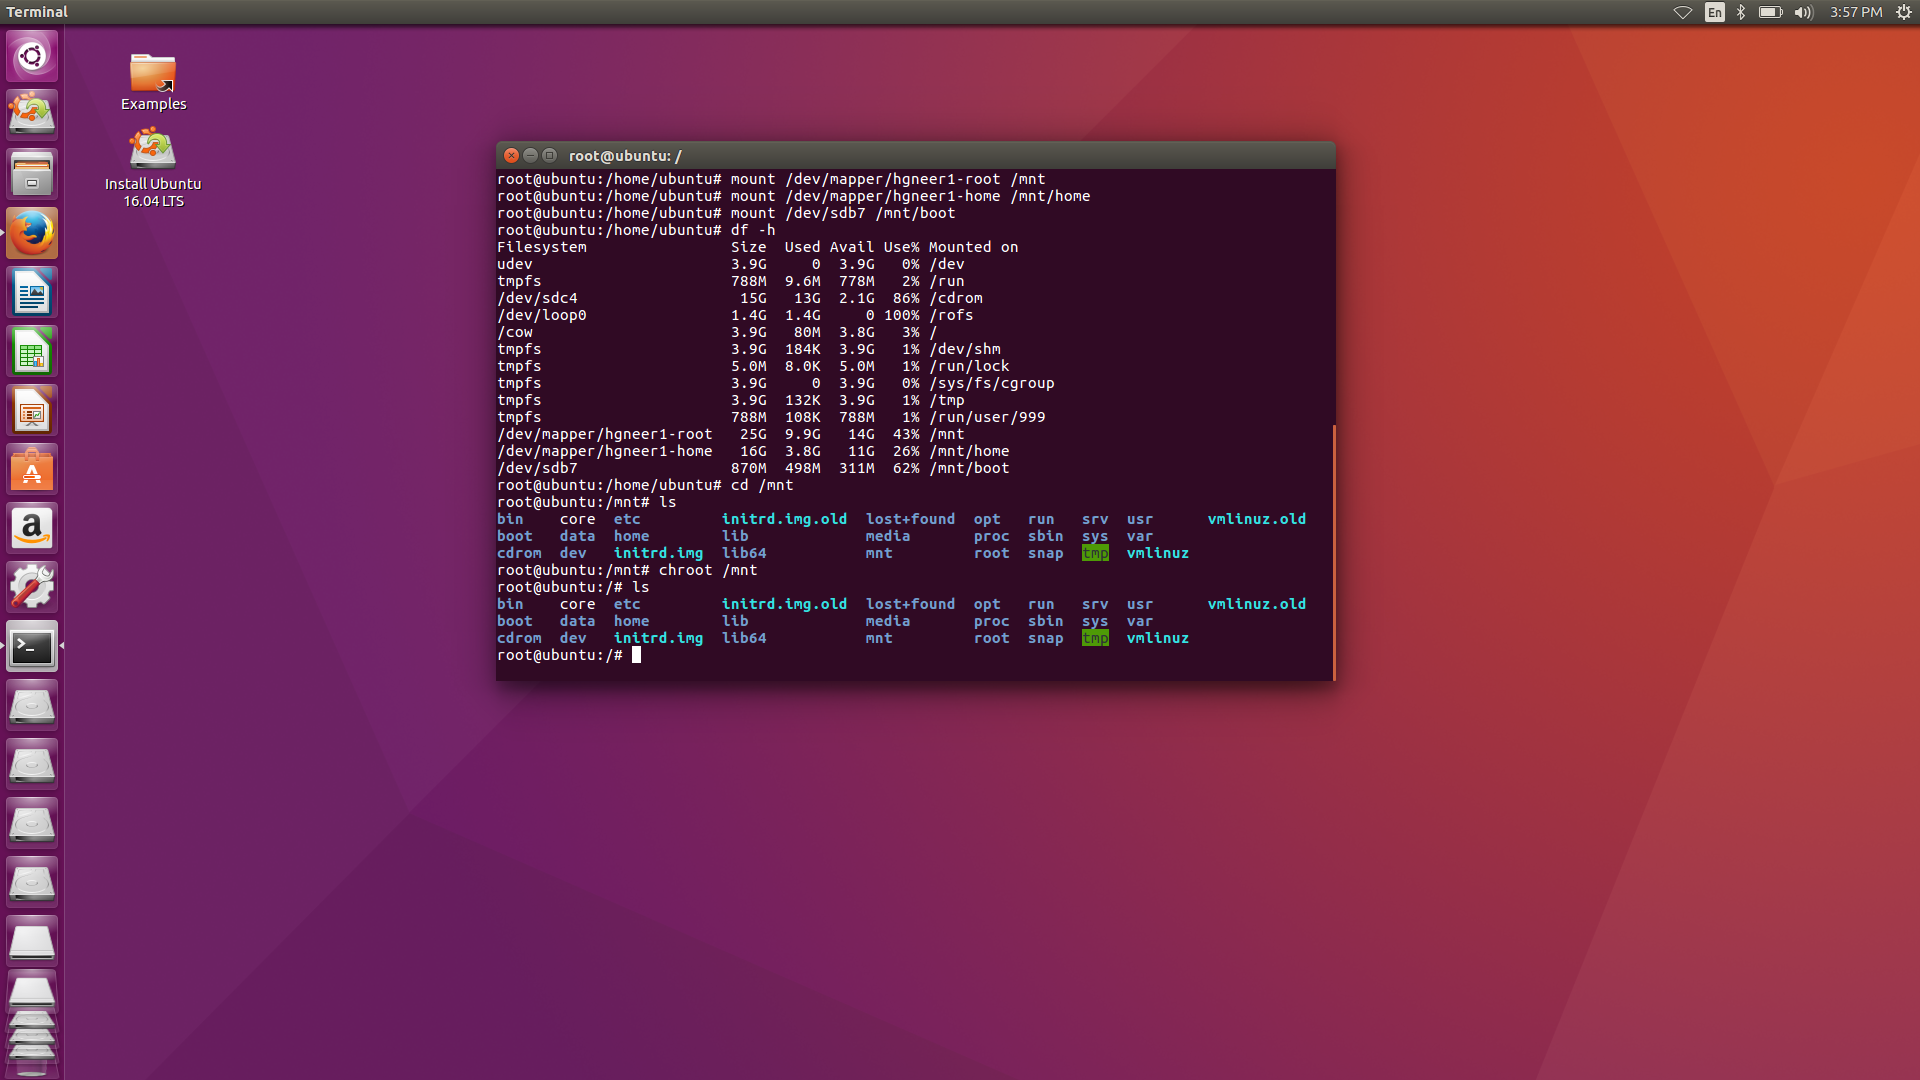 Terminal
En
3:57 PM
Examples
Install Ubuntu
16.04 LTS
root@ubuntu: /
root@ubuntu:/home/ubuntu# mount /dev/mapper/hgneer1-root /mnt
root@ubuntu:/home/ubuntu# mount /dev/mapper/hgneer1-home /mnt/home
root@ubuntu:/home/ubuntu# mount /dev/sdb7 /mnt/boot
root@ubuntu:/home/ubuntu# df -h
Filesystem                Size  Used Avail Use% Mounted on
udev                      3.9G     0  3.9G   0% /dev
tmpfs                     788M  9.6M  778M   2% /run
/dev/sdc4                  15G   13G  2.1G  86% /cdrom
/dev/loop0                1.4G  1.4G     0 100% /rofs
/cow                      3.9G   80M  3.8G   3% /
tmpfs                     3.9G  184K  3.9G   1% /dev/shm
tmpfs                     5.0M  8.0K  5.0M   1% /run/lock
tmpfs                     3.9G     0  3.9G   0% /sys/fs/cgroup
tmpfs                     3.9G  132K  3.9G   1% /tmp
tmpfs                     788M  108K  788M   1% /run/user/999
/dev/mapper/hgneer1-root   25G  9.9G   14G  43% /mnt
/dev/mapper/hgneer1-home   16G  3.8G   11G  26% /mnt/home
/dev/sdb7                 870M  498M  311M  62% /mnt/boot
root@ubuntu:/home/ubuntu# cd /mnt
root@ubuntu:/mnt# ls
bin    core  etc         initrd.img.old  lost+found  opt   run   srv  usr      vmlinuz.old
boot   data  home        lib             media       proc  sbin  sys  var
cdrom  dev   initrd.img  lib64           mnt         root  snap  tmp  vmlinuz
root@ubuntu:/mnt# chroot /mnt
root@ubuntu:/# ls
bin    core  etc         initrd.img.old  lost+found  opt   run   srv  usr      vmlinuz.old
boot   data  home        lib             media       proc  sbin  sys  var
cdrom  dev   initrd.img  lib64           mnt         root  snap  tmp  vmlinuz
root@ubuntu:/#